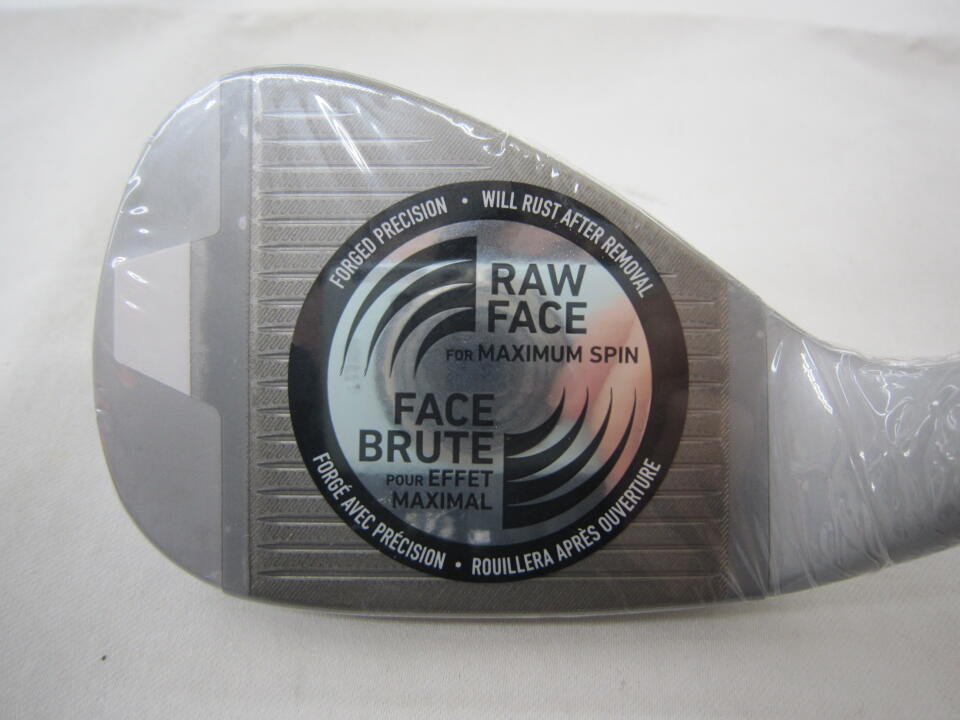 FORGED PRECISION • WILL RUST AFTER REMOVAL
RAW
FACE
FOR MAXIMUM SPIN
FACE
BRUTE
POUR EFFET
MAXIMAL
FORGÉ AVEC PRÉCISION • ROUILLERA APRÈS OUVERTURE